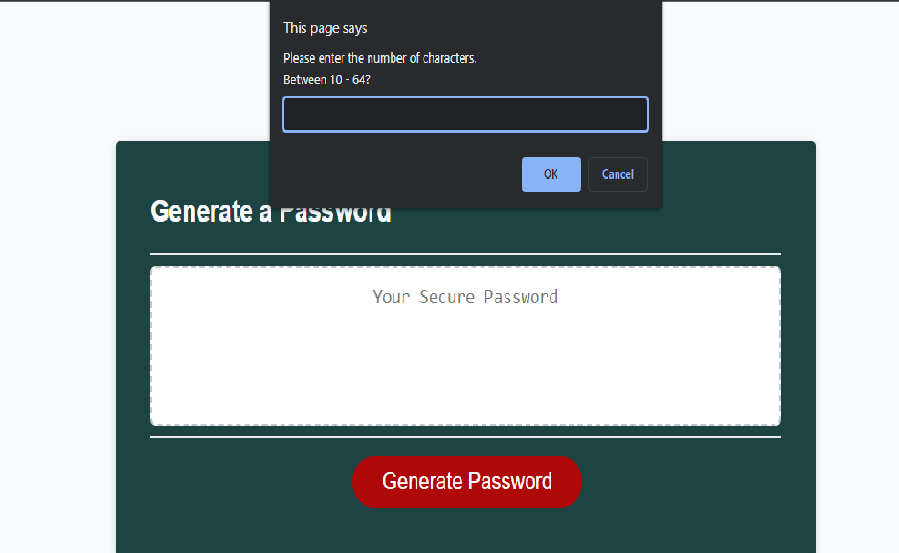 This page says
Please enter the number of characters.
Between 10 - 64?
OK
Cancel
Generate a Password
Your Secure Password
Generate Password